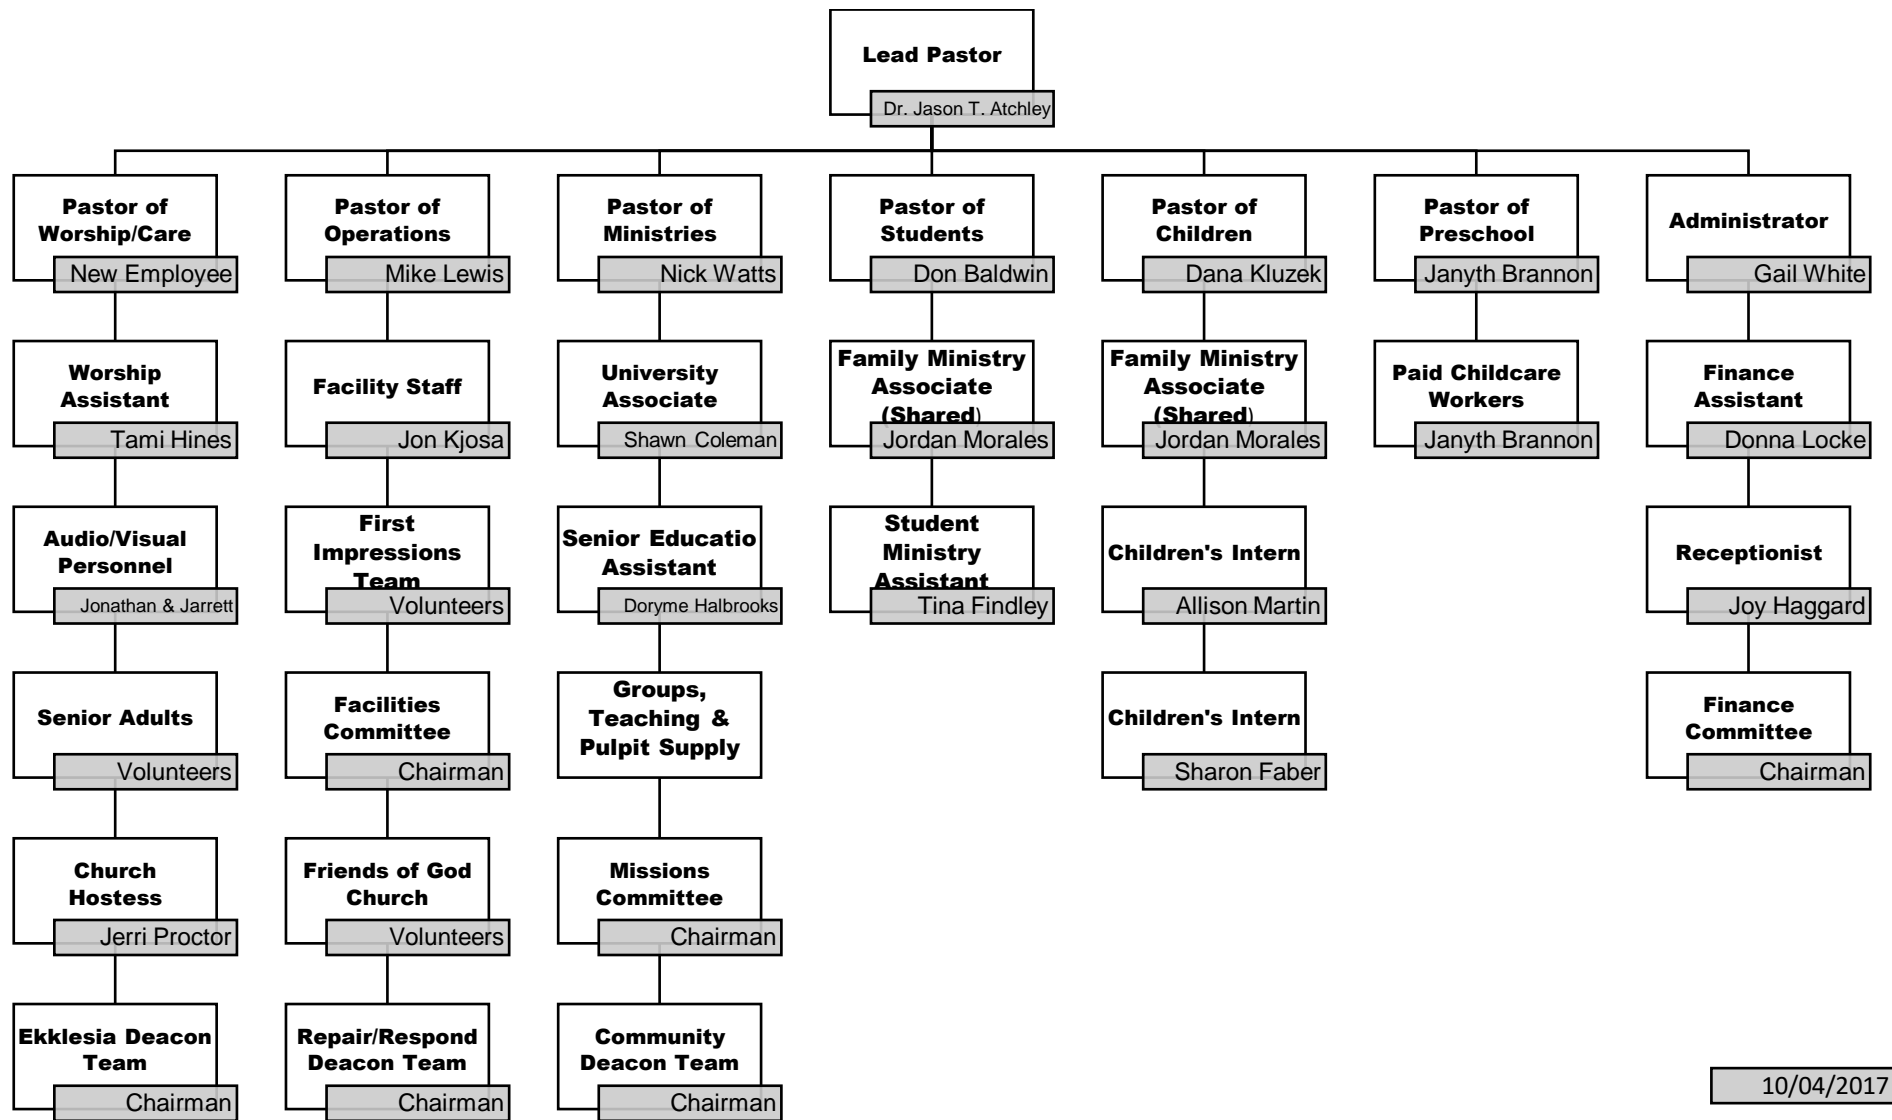 Lead Pastor
Dr. Jason T. Atchley
Pastor of
Worship/Care
New Employee
Pastor of
Operations
Mike Lewis
Pastor of
Ministries
Nick Watts
Pastor of
Students
Don Baldwin
Pastor of
Children
Dana Kluzek
Pastor of
Preschool
Janyth Brannon
Administrator
Gail White
Worship
Assistant
Tami Hines
Facility Staff
Jon Kjosa
University
Associate
Shawn Coleman
Family Ministry
Associate
(Shared)
Jordan Morales
Family Ministry
Associate
(Shared)
Jordan Morales
Paid Childcare
Workers
Janyth Brannon
Finance
Assistant
Donna Locke
Audio/Visual
Personnel
Jonathan & Jarrett
First
Impressions
Team
Volunteers
Senior Educatio
Assistant
Doryme Halbrooks
Student
Ministry
Assistant
Tina Findley
Children's Intern
Allison Martin
Receptionist
Joy Haggard
Senior Adults
Volunteers
Facilities
Committee
Chairman
Groups,
Teaching &
Pulpit Supply
Children's Intern
Sharon Faber
Finance
Committee
Chairman
Church
Hostess
Jerri Proctor
Friends of God
Church
Volunteers
Missions
Committee
Chairman
Ekklesia Deacon
Team
Chairman
Repair/Respond
Deacon Team
Chairman
Community
Deacon Team
Chairman
10/04/2017